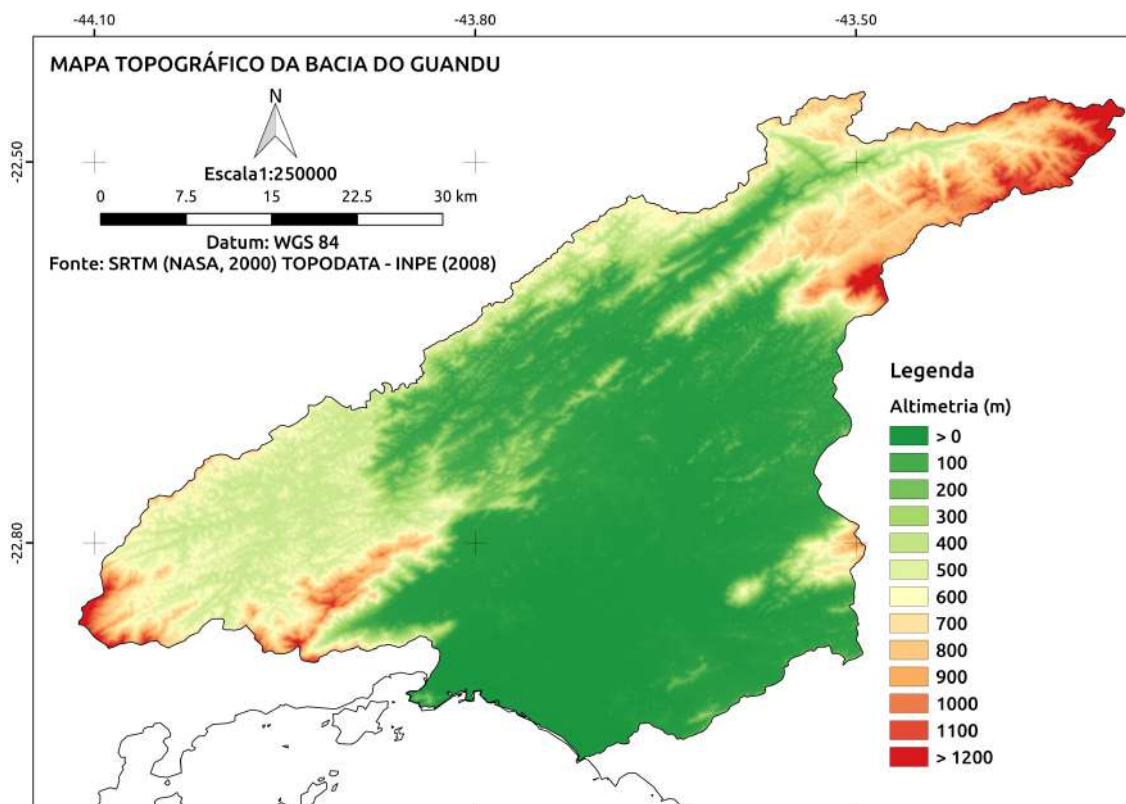 -44.10
-43.80
-43.50
MAPA TOPOGRÁFICO DA BACIA DO GUANDU
N
Escala1:250000
0 7.5 15 22.5 30 km
Datum: WGS 84
Fonte: SRTM (NASA, 2000) TOPODATA - INPE (2008)
-22.50
-22.80
Legenda
Altimetria (m)
> 0
100
200
300
400
500
600
700
800
900
1000
1100
> 1200